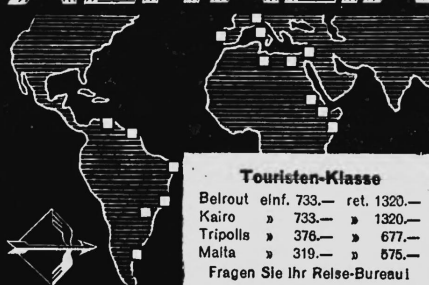 Touristen-Klasse
Beirout einf. 733.— ret. 1320.—
Kairo » 733.— » 1320.—
Tripolis » 376.— » 677.—
Malta » 319.— » 575.—
Fragen Sie Ihr Reise-Bureau!